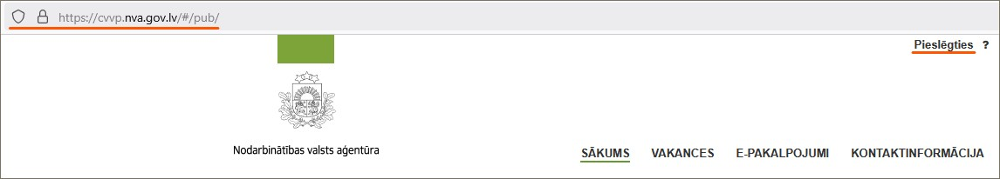 https://cvvp.nva.gov.lv/#/pub/
Pieslēgties ?
Nodarbinātības valsts aģentūra
SĀKUMS VAKANCES E-PAKALPOJUMI KONTAKTINFORMĀCIJA